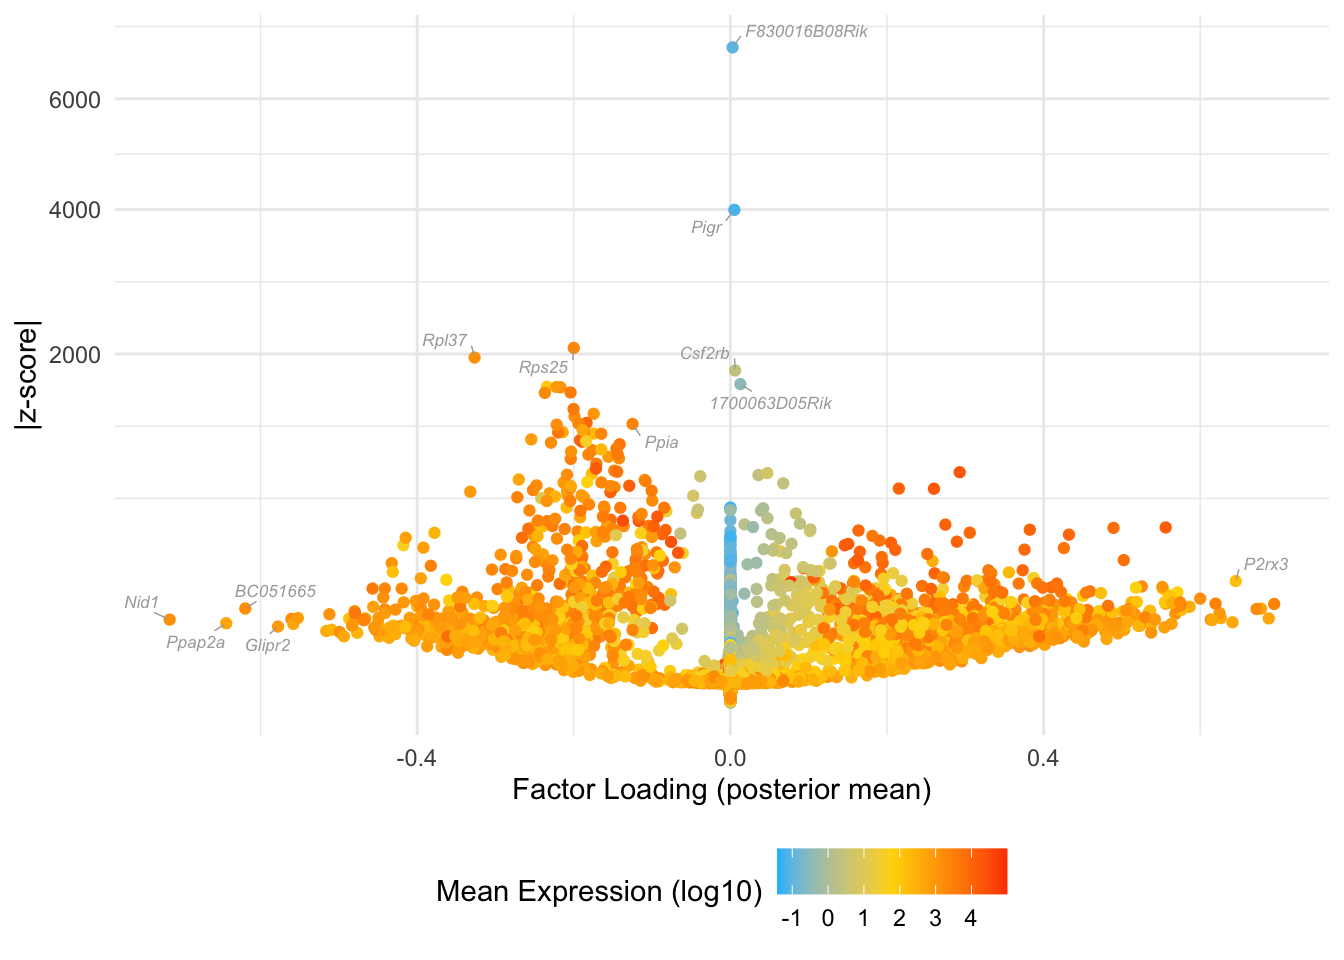 F830016B08Rik
6000
4000
Pigr
Rpl37
Rps25
Csf2rb
2000
1700063D05Rik
Ppia
|z-score|
P2rx3
BC051665
Nid1
Ppap2a
Glipr2
-0.4
0.0
0.4
Factor Loading (posterior mean)
Mean Expression (log10)
-1 0 1 2 3 4